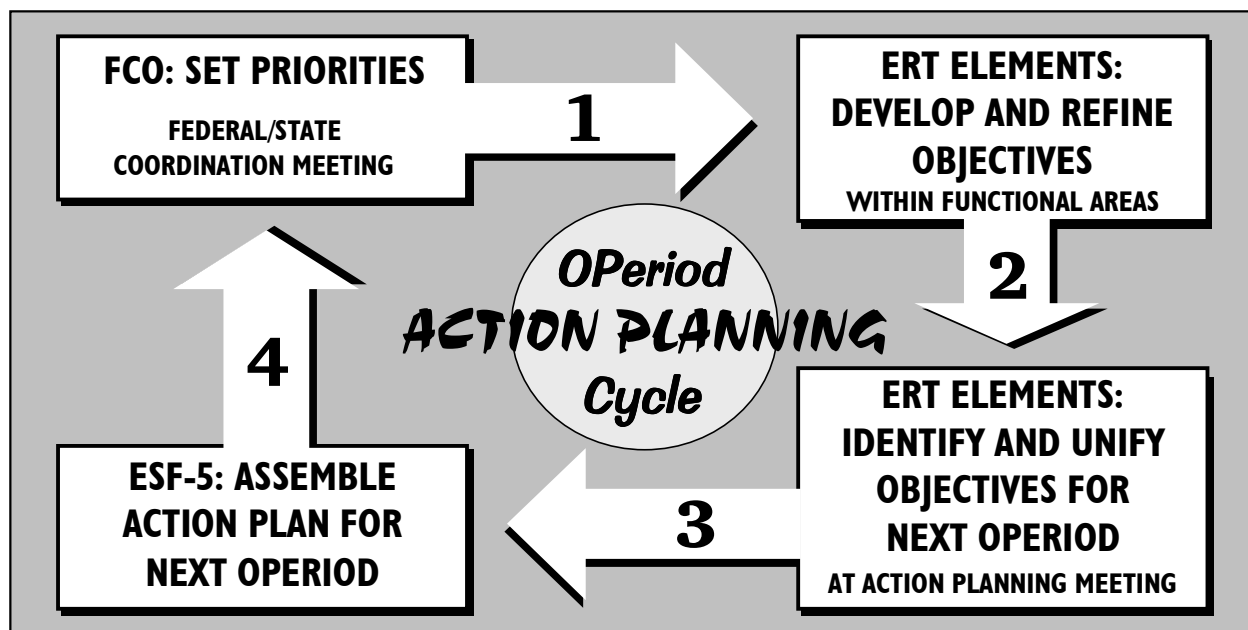 FCO: SET PRIORITIES
FEDERAL/STATE
COORDINATION MEETING
1
ERT ELEMENTS:
DEVELOP AND REFINE
OBJECTIVES
WITHIN FUNCTIONAL AREAS
2
OPeriod
ACTION PLANNING
Cycle
ERT ELEMENTS:
IDENTIFY AND UNIFY
OBJECTIVES FOR
NEXT OPERIOD
AT ACTION PLANNING MEETING
3
ESF-5: ASSEMBLE
ACTION PLAN FOR
NEXT OPERIOD
4